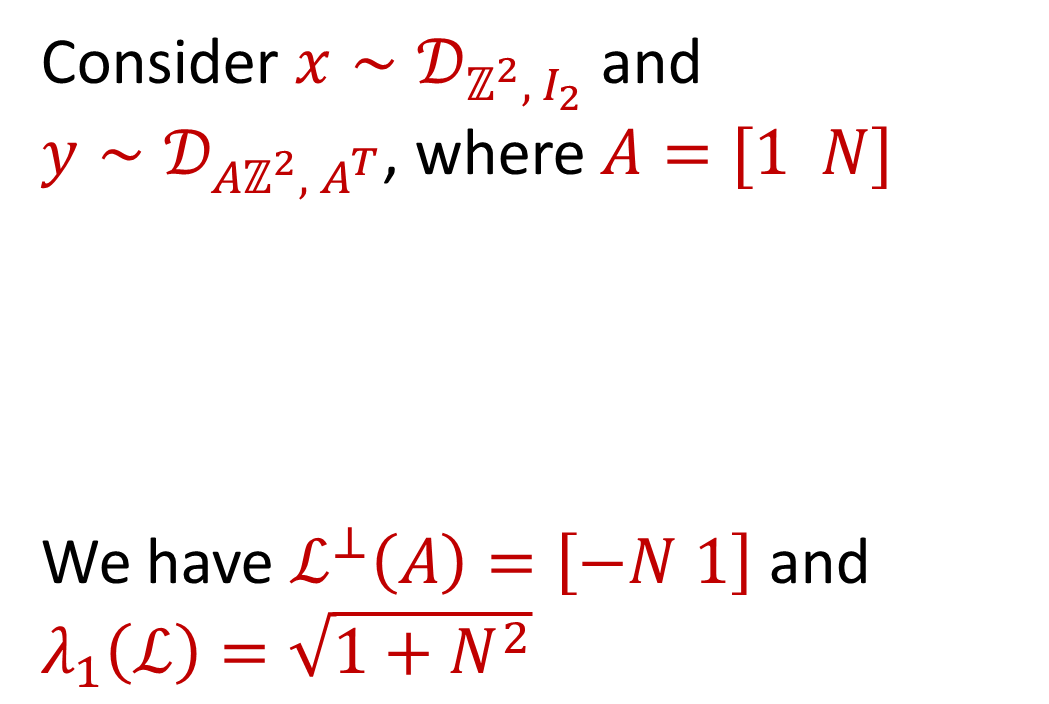 Consider x ~ 𝒟_{ℤ², I₂} and
y ~ 𝒟_{Aℤ², Aᵀ}, where A = [1 N]
We have ℒ^⊥(A) = [−N 1] and
λ₁(ℒ) = √(1 + N²)